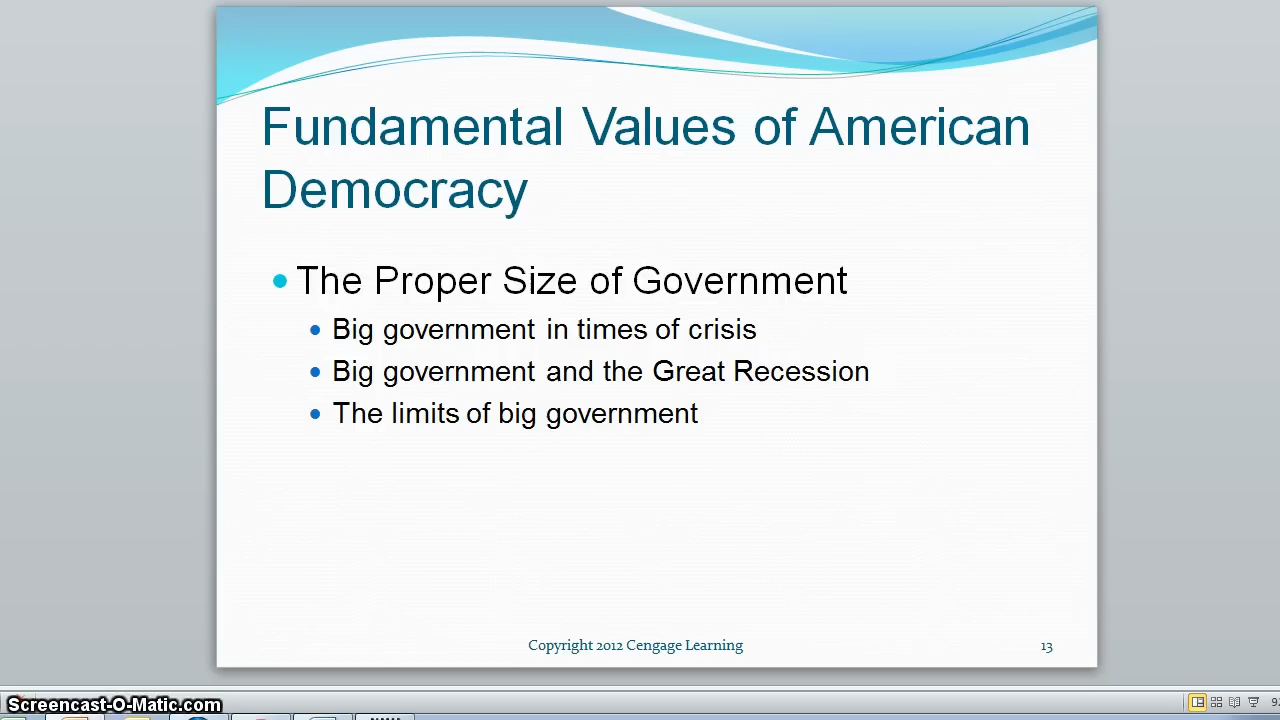 Fundamental Values of American
Democracy
The Proper Size of Government
Big government in times of crisis
Big government and the Great Recession
The limits of big government
Copyright 2012 Cengage Learning
13
Screencast-O-Matic.com